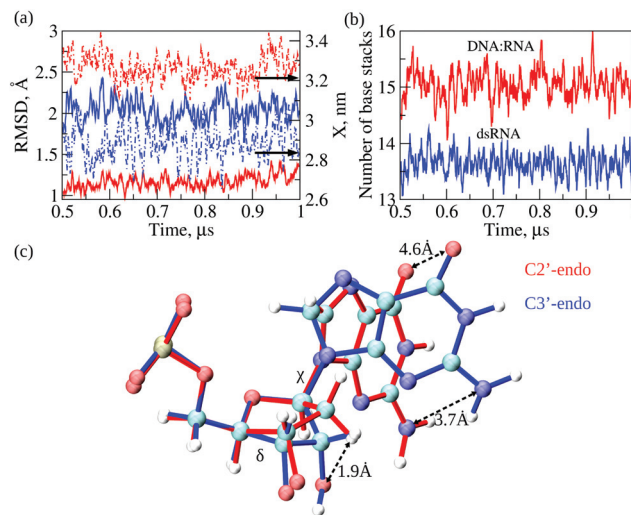 (a)
3
2.5
2
1.5
1
RMSD, Å
3.4
3.2
3
2.8
2.6
X, nm
0.5 0.6 0.7 0.8 0.9 1
Time, μs
(b)
16
15
14
13
Number of base stacks
DNA:RNA
dsRNA
0.5 0.6 0.7 0.8 0.9 1
Time, μs
(c)
4.6Å
C2'-endo
C3'-endo
χ
3.7Å
δ
1.9Å